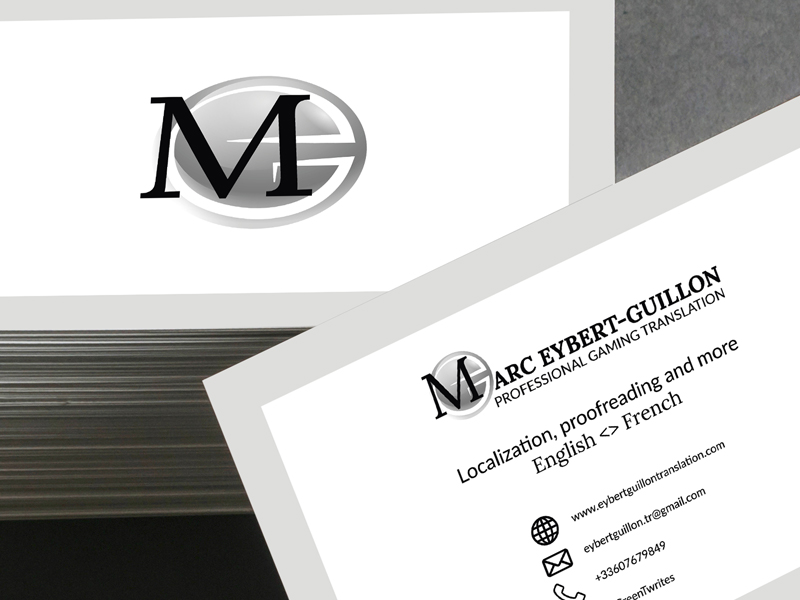 M
MARC EYBERT-GUILLON
PROFESSIONAL GAMING TRANSLATION
Localization, proofreading and more
English <> French
www.eybertguillontranslation.com
eybertguillon.tr@gmail.com
+33607679849